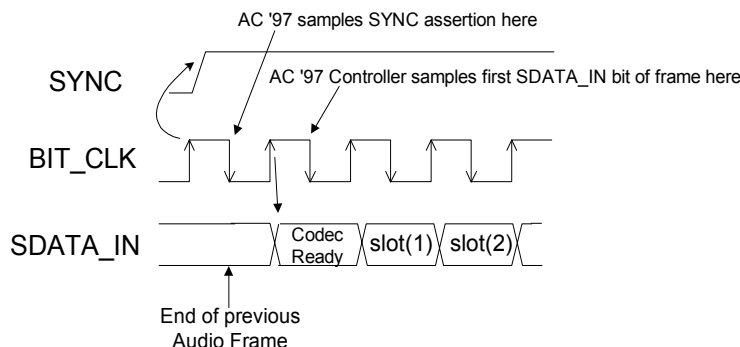 AC '97 samples SYNC assertion here
SYNC
AC '97 Controller samples first SDATA_IN bit of frame here
BIT_CLK
SDATA_IN
Codec
Ready
slot(1)
slot(2)
End of previous
Audio Frame